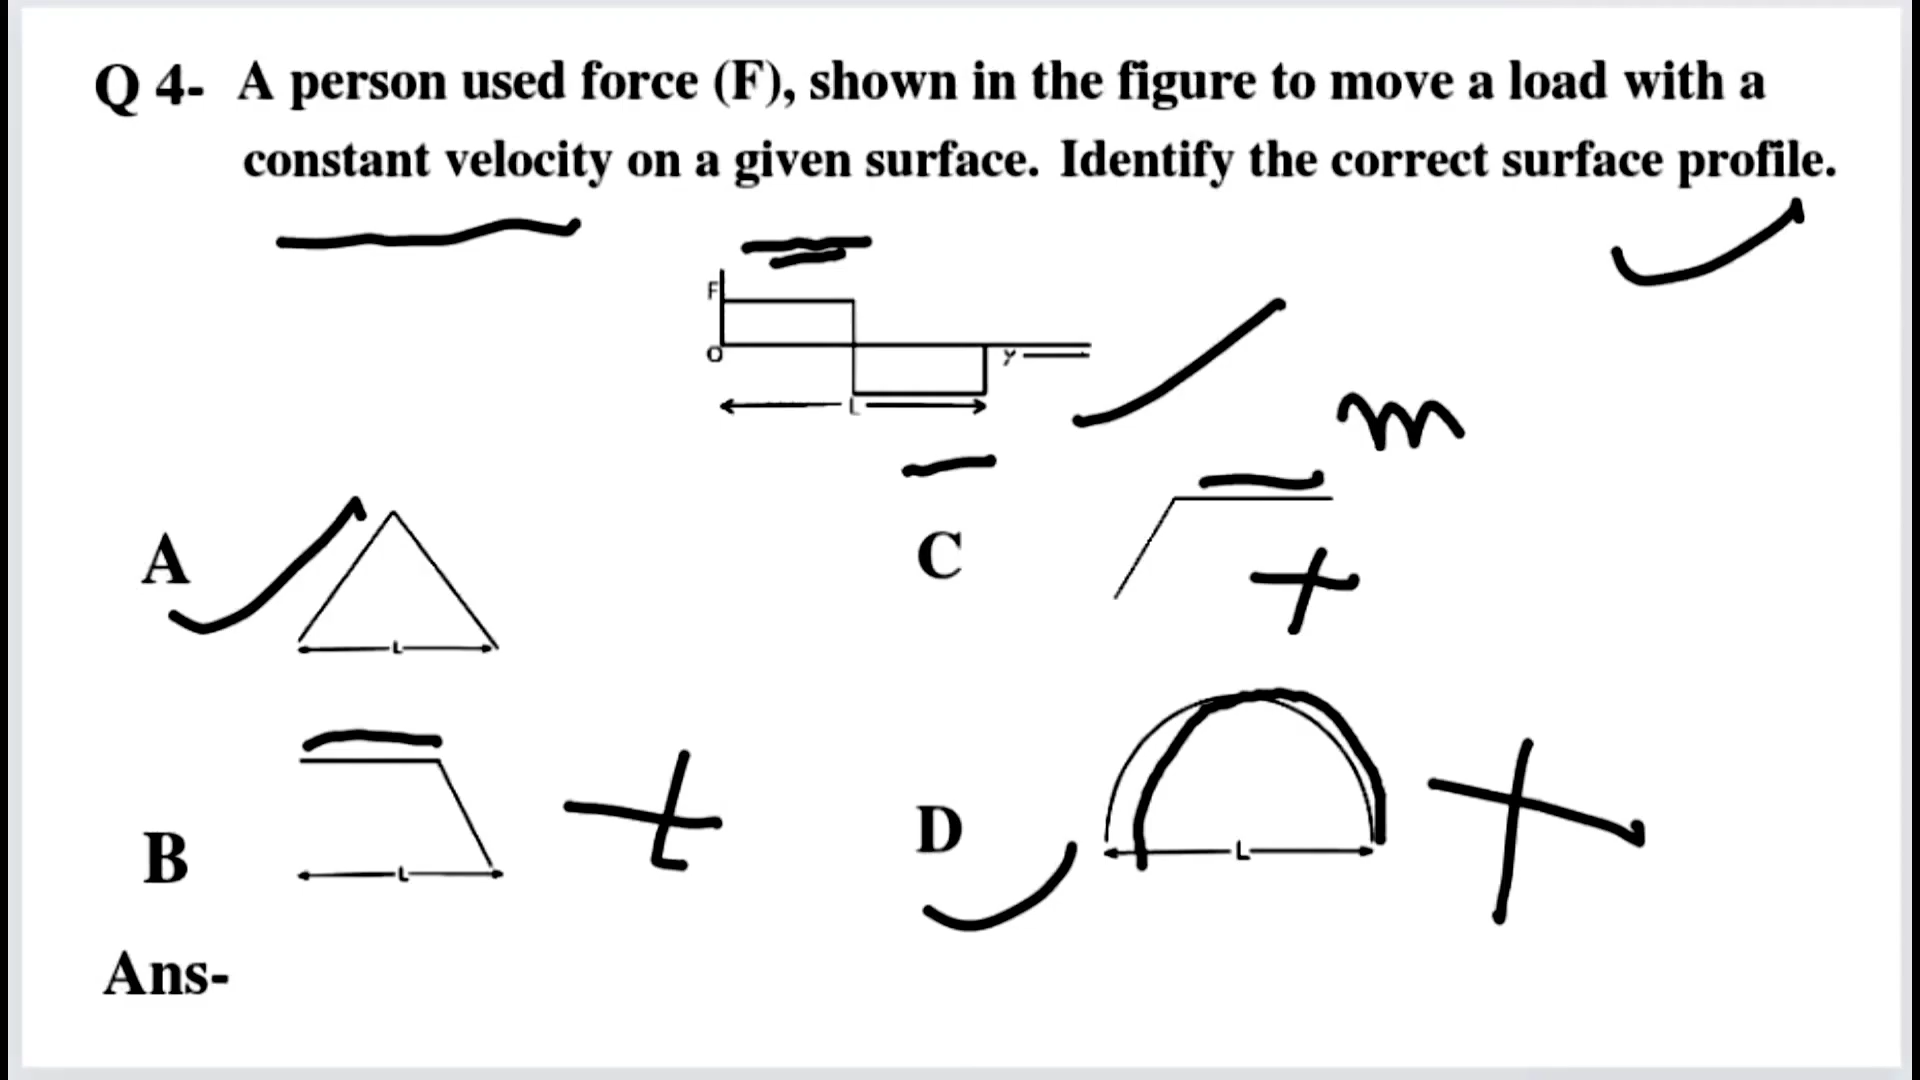 Q 4- A person used force (F), shown in the figure to move a load with a
constant velocity on a given surface. Identify the correct surface profile.
F
O
Y
L
m
A
L
C
B
L
D
L
Ans-